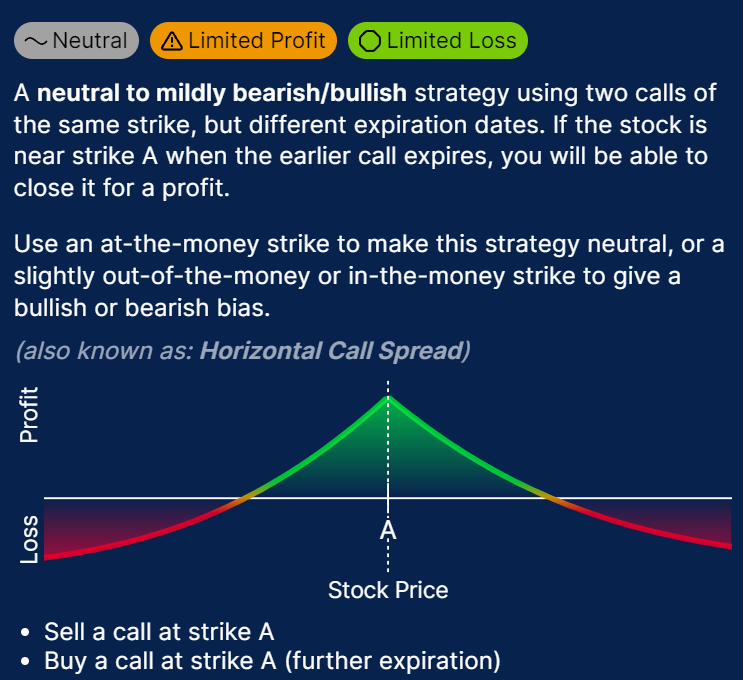 Neutral Limited Profit Limited Loss
A neutral to mildly bearish/bullish strategy using two calls of
the same strike, but different expiration dates. If the stock is
near strike A when the earlier call expires, you will be able to
close it for a profit.
Use an at-the-money strike to make this strategy neutral, or a
slightly out-of-the-money or in-the-money strike to give a
bullish or bearish bias.
(also known as: Horizontal Call Spread)
Profit
Loss
A
Stock Price
• Sell a call at strike A
• Buy a call at strike A (further expiration)